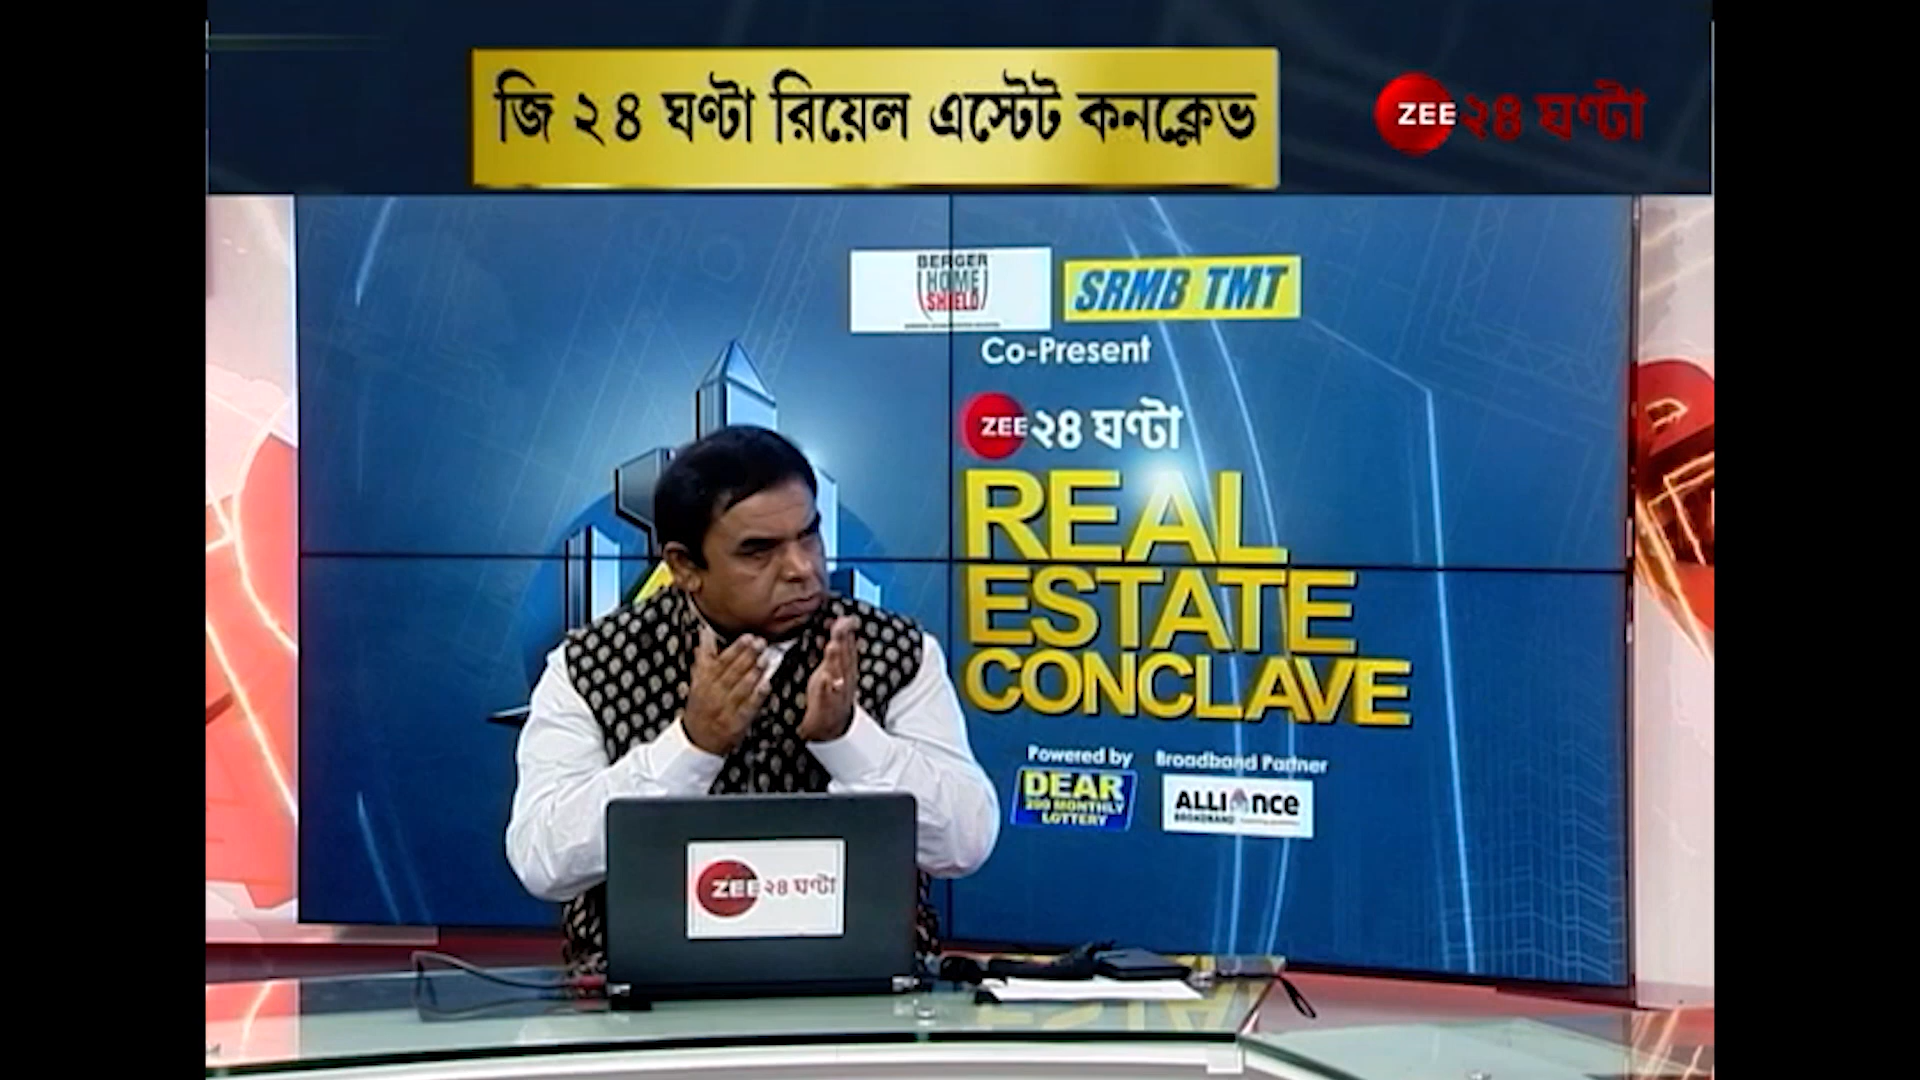 জি ২৪ ঘণ্টা রিয়েল এস্টেট কনক্লেভ
ZEE ২৪ ঘণ্টা
BERGER
HOME
SHIELD
SRMB TMT
Co-Present
ZEE ২৪ ঘণ্টা
REAL
ESTATE
CONCLAVE
Powered by
Broadband Partner
DEAR
200 MONTHLY
LOTTERY
ALLIANCE
BROADBAND
ZEE ২৪ ঘণ্টা